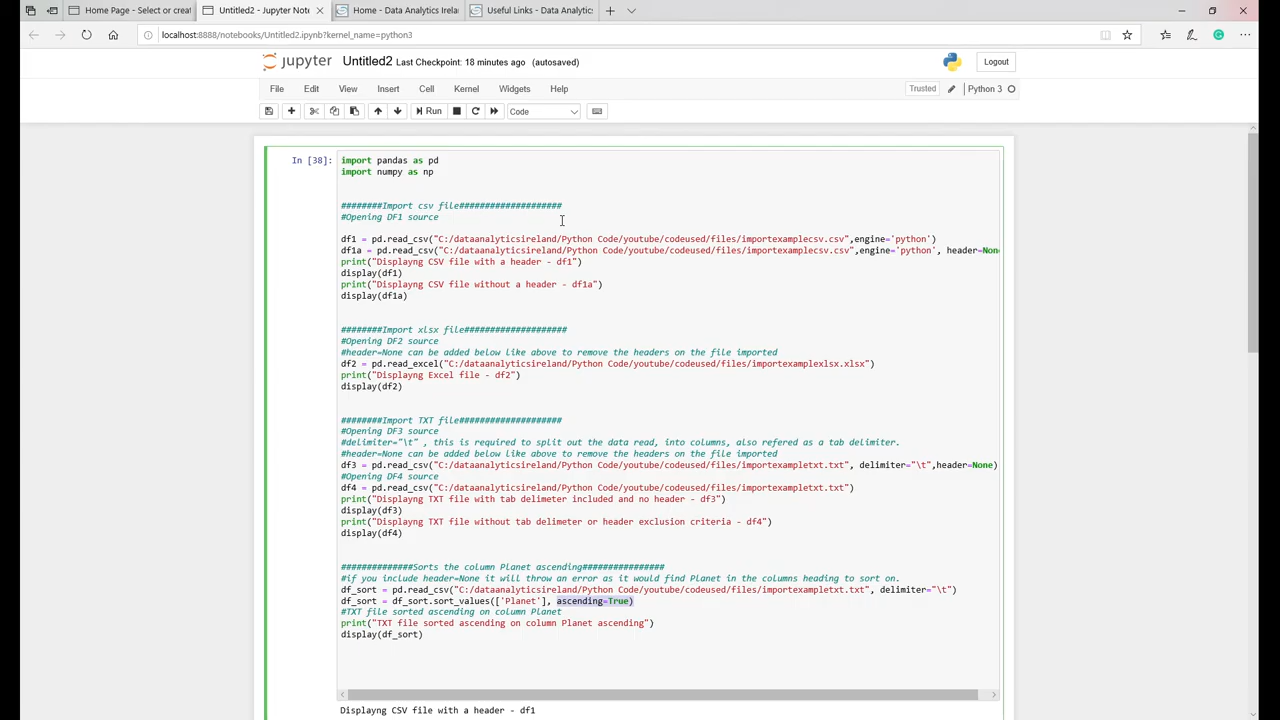 Home Page - Select or creat
Untitled2 - Jupyter Note
Home - Data Analytics Irelan
Useful Links - Data Analytic
localhost:8888/notebooks/Untitled2.ipynb?kernel_name=python3
jupyter Untitled2 Last Checkpoint: 18 minutes ago (autosaved)
Logout
File Edit View Insert Cell Kernel Widgets Help
Trusted
Python 3
Run
Code
In [38]:
import pandas as pd
import numpy as np
########Import csv file####################
#Opening DF1 source
df1 = pd.read_csv("C:/dataanalyticsireland/Python Code/youtube/codeused/files/importexamplecsv.csv",engine='python')
df1a = pd.read_csv("C:/dataanalyticsireland/Python Code/youtube/codeused/files/importexamplecsv.csv",engine='python', header=None
print("Displayng CSV file with a header - df1")
display(df1)
print("Displayng CSV file without a header - df1a")
display(df1a)
########Import xlsx file####################
#Opening DF2 source
#header=None can be added below like above to remove the headers on the file imported
df2 = pd.read_excel("C:/dataanalyticsireland/Python Code/youtube/codeused/files/importexamplexlsx.xlsx")
print("Displayng Excel file - df2")
display(df2)
########Import TXT file####################
#Opening DF3 source
#delimiter="\t" , this is required to split out the data read, into columns, also refered as a tab delimiter.
#header=None can be added below like above to remove the headers on the file imported
df3 = pd.read_csv("C:/dataanalyticsireland/Python Code/youtube/codeused/files/importexampletxt.txt", delimiter="\t",header=None)
#Opening DF4 source
df4 = pd.read_csv("C:/dataanalyticsireland/Python Code/youtube/codeused/files/importexampletxt.txt")
print("Displayng TXT file with tab delimeter included and no header - df3")
display(df3)
print("Displayng TXT file without tab delimeter or header exclusion criteria - df4")
display(df4)
##############Sorts the column Planet ascending################
#if you include header=None it will throw an error as it would find Planet in the columns heading to sort on.
df_sort = pd.read_csv("C:/dataanalyticsireland/Python Code/youtube/codeused/files/importexampletxt.txt", delimiter="\t")
df_sort = df_sort.sort_values(['Planet'], ascending=True)
#TXT file sorted ascending on column Planet
print("TXT file sorted ascending on column Planet ascending")
display(df_sort)
Displayng CSV file with a header - df1